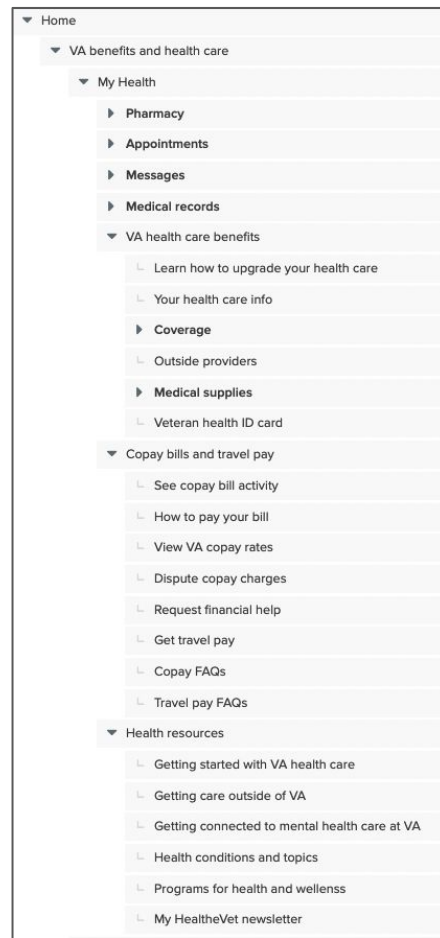 Home
VA benefits and health care
My Health
Pharmacy
Appointments
Messages
Medical records
VA health care benefits
Learn how to upgrade your health care
Your health care info
Coverage
Outside providers
Medical supplies
Veteran health ID card
Copay bills and travel pay
See copay bill activity
How to pay your bill
View VA copay rates
Dispute copay charges
Request financial help
Get travel pay
Copay FAQs
Travel pay FAQs
Health resources
Getting started with VA health care
Getting care outside of VA
Getting connected to mental health care at VA
Health conditions and topics
Programs for health and wellenss
My HealtheVet newsletter